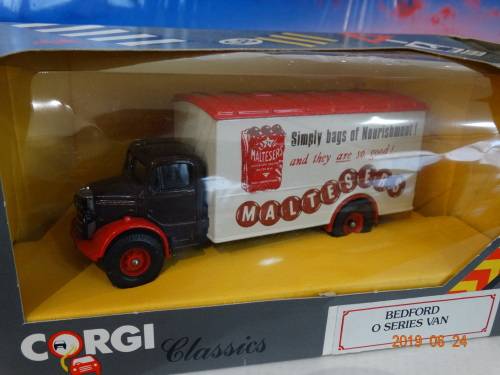 Simply bags of Nourishment!
and they are so good!
MALTESERS
MALTESERS
CORGI Classics
BEDFORD
O SERIES VAN
2019 06 24